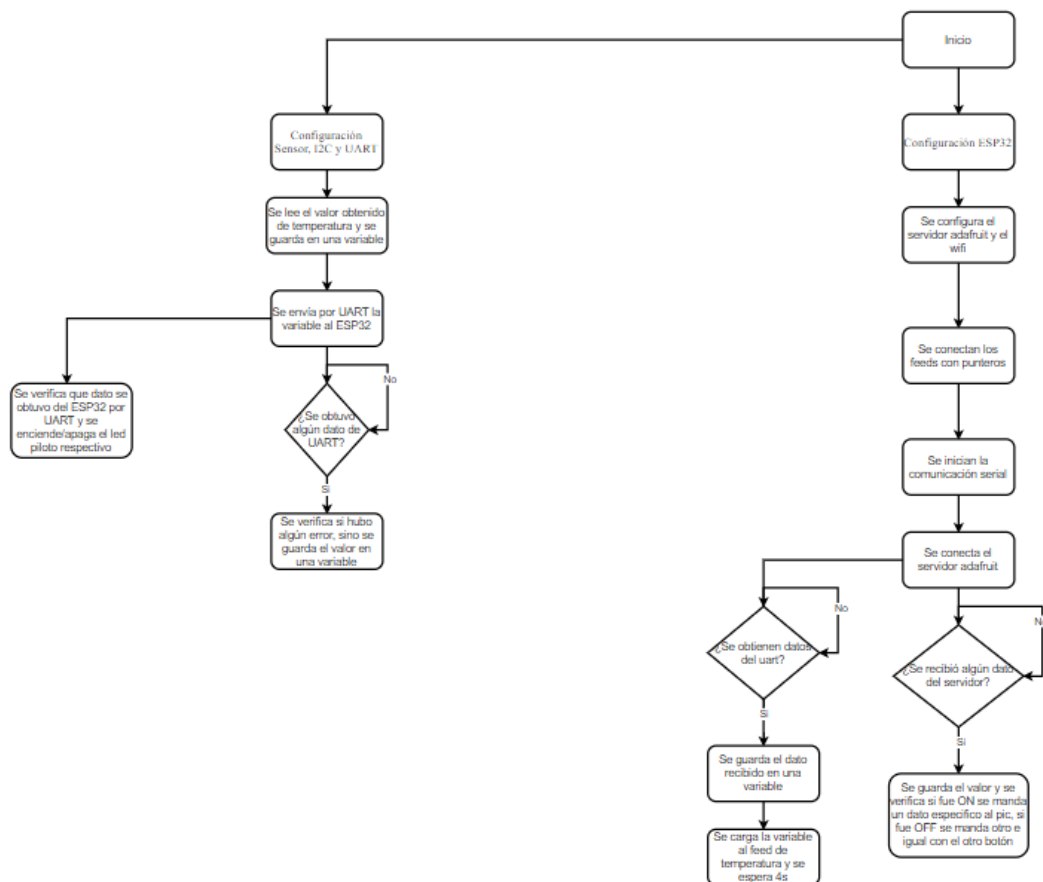 Inicio
Configuración
Sensor, I2C y UART
Configuración ESP32
Se lee el valor obtenido
de temperatura y se
guarda en una variable
Se configura el
servidor adafruit y el
wifi
Se envía por UART la
variable al ESP32
Se conectan los
feeds con punteros
No
Se verifica que dato se
obtuvo del ESP32 por
UART y se
enciende/apaga el led
piloto respectivo
¿Se obtuvo
algún dato de
UART?
Se inician la
comunicación serial
Si
Se verifica si hubo
algún error, sino se
guarda el valor en
una variable
Se conecta el
servidor adafruit
No
No
¿Se obtienen datos
del uart?
¿Se recibió algún dato
del servidor?
Si
Si
Se guarda el dato
recibido en una
variable
Se guarda el valor y se
verifica si fue ON se manda
un dato especifico al pic, si
fue OFF se manda otro e
igual con el otro botón
Se carga la variable
al feed de
temperatura y se
espera 4s